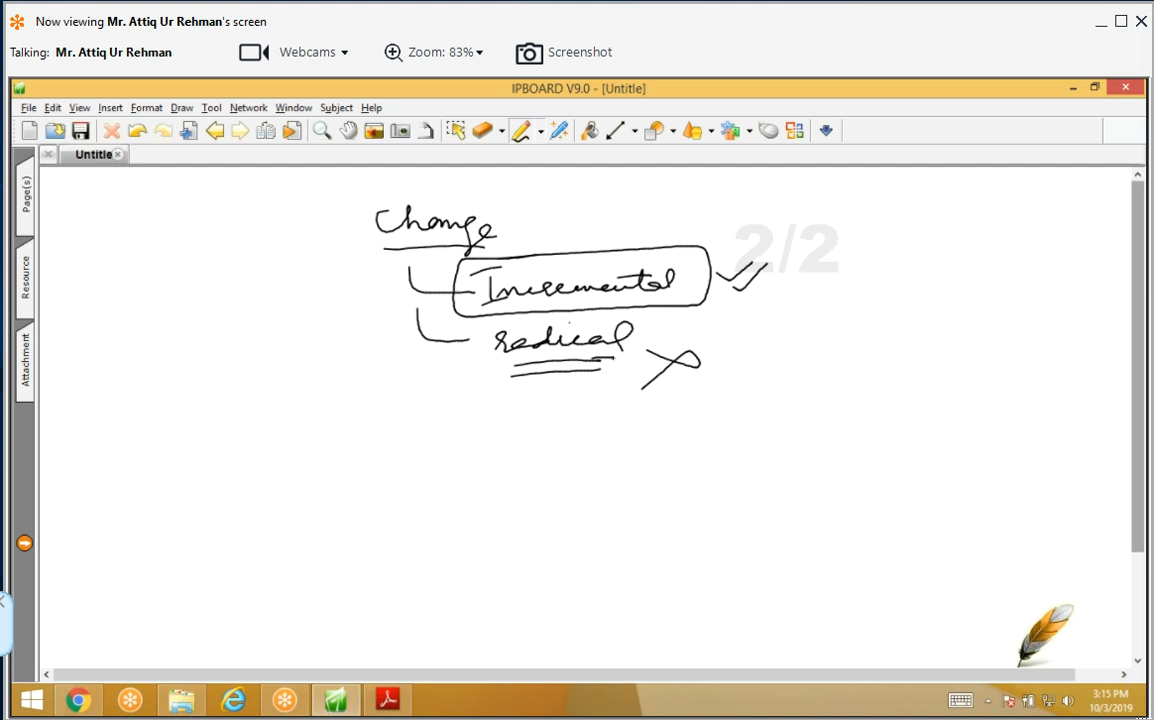 Now viewing Mr. Attiq Ur Rehman's screen
Talking: Mr. Attiq Ur Rehman Webcams Zoom: 83% Screenshot
IPBOARD V9.0 - [Untitle]
File Edit View Insert Format Draw Tool Network Window Subject Help
Untitle
Page(s)
Resource
Attachment
Change
2/2
Incremental
radical
3:15 PM
10/3/2019